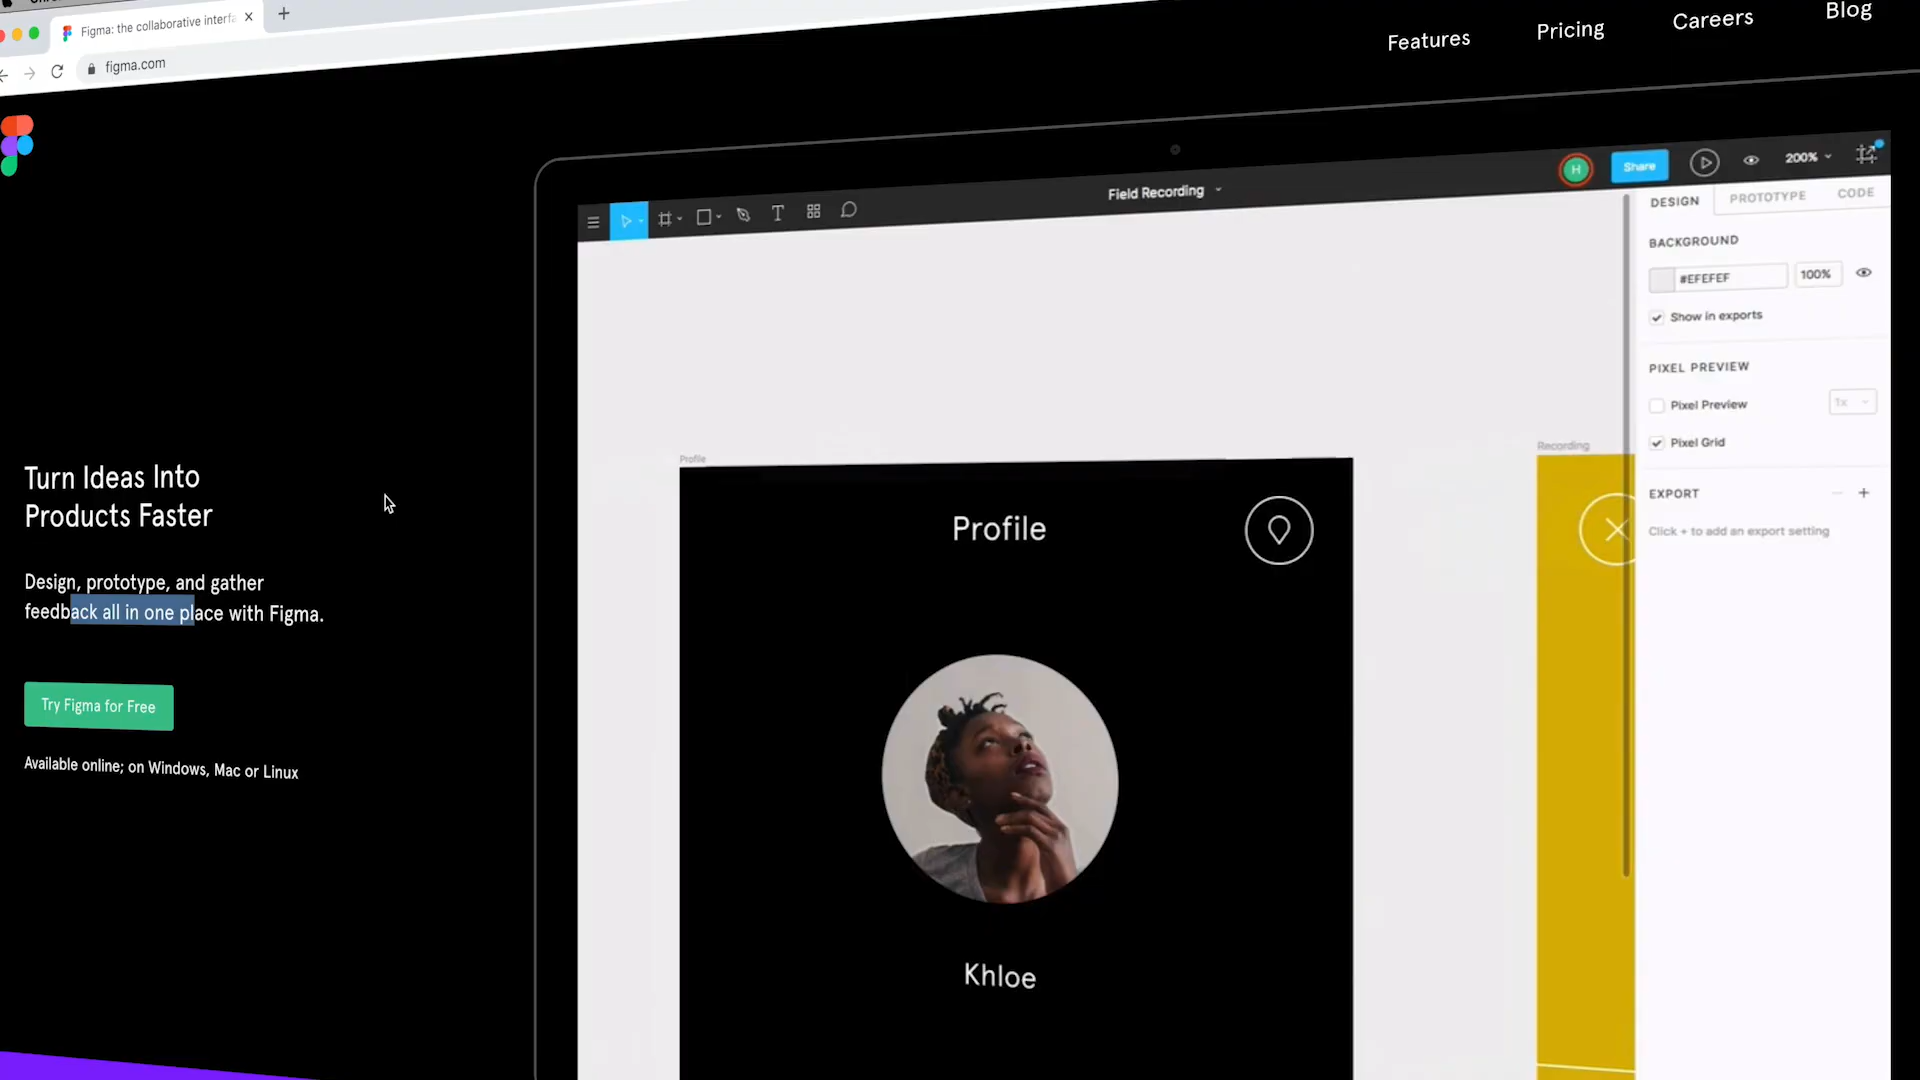 Figma: the collaborative interfa
figma.com
Features
Pricing
Careers
Blog
Field Recording
H
Share
200%
DESIGN
PROTOTYPE
CODE
BACKGROUND
#EFEFEF
100%
Show in exports
PIXEL PREVIEW
Pixel Preview
1x
Pixel Grid
EXPORT
Click + to add an export setting
Profile
Recording
Profile
Khloe
Turn Ideas Into
Products Faster
Design, prototype, and gather
feedback all in one place with Figma.
Try Figma for Free
Available online; on Windows, Mac or Linux